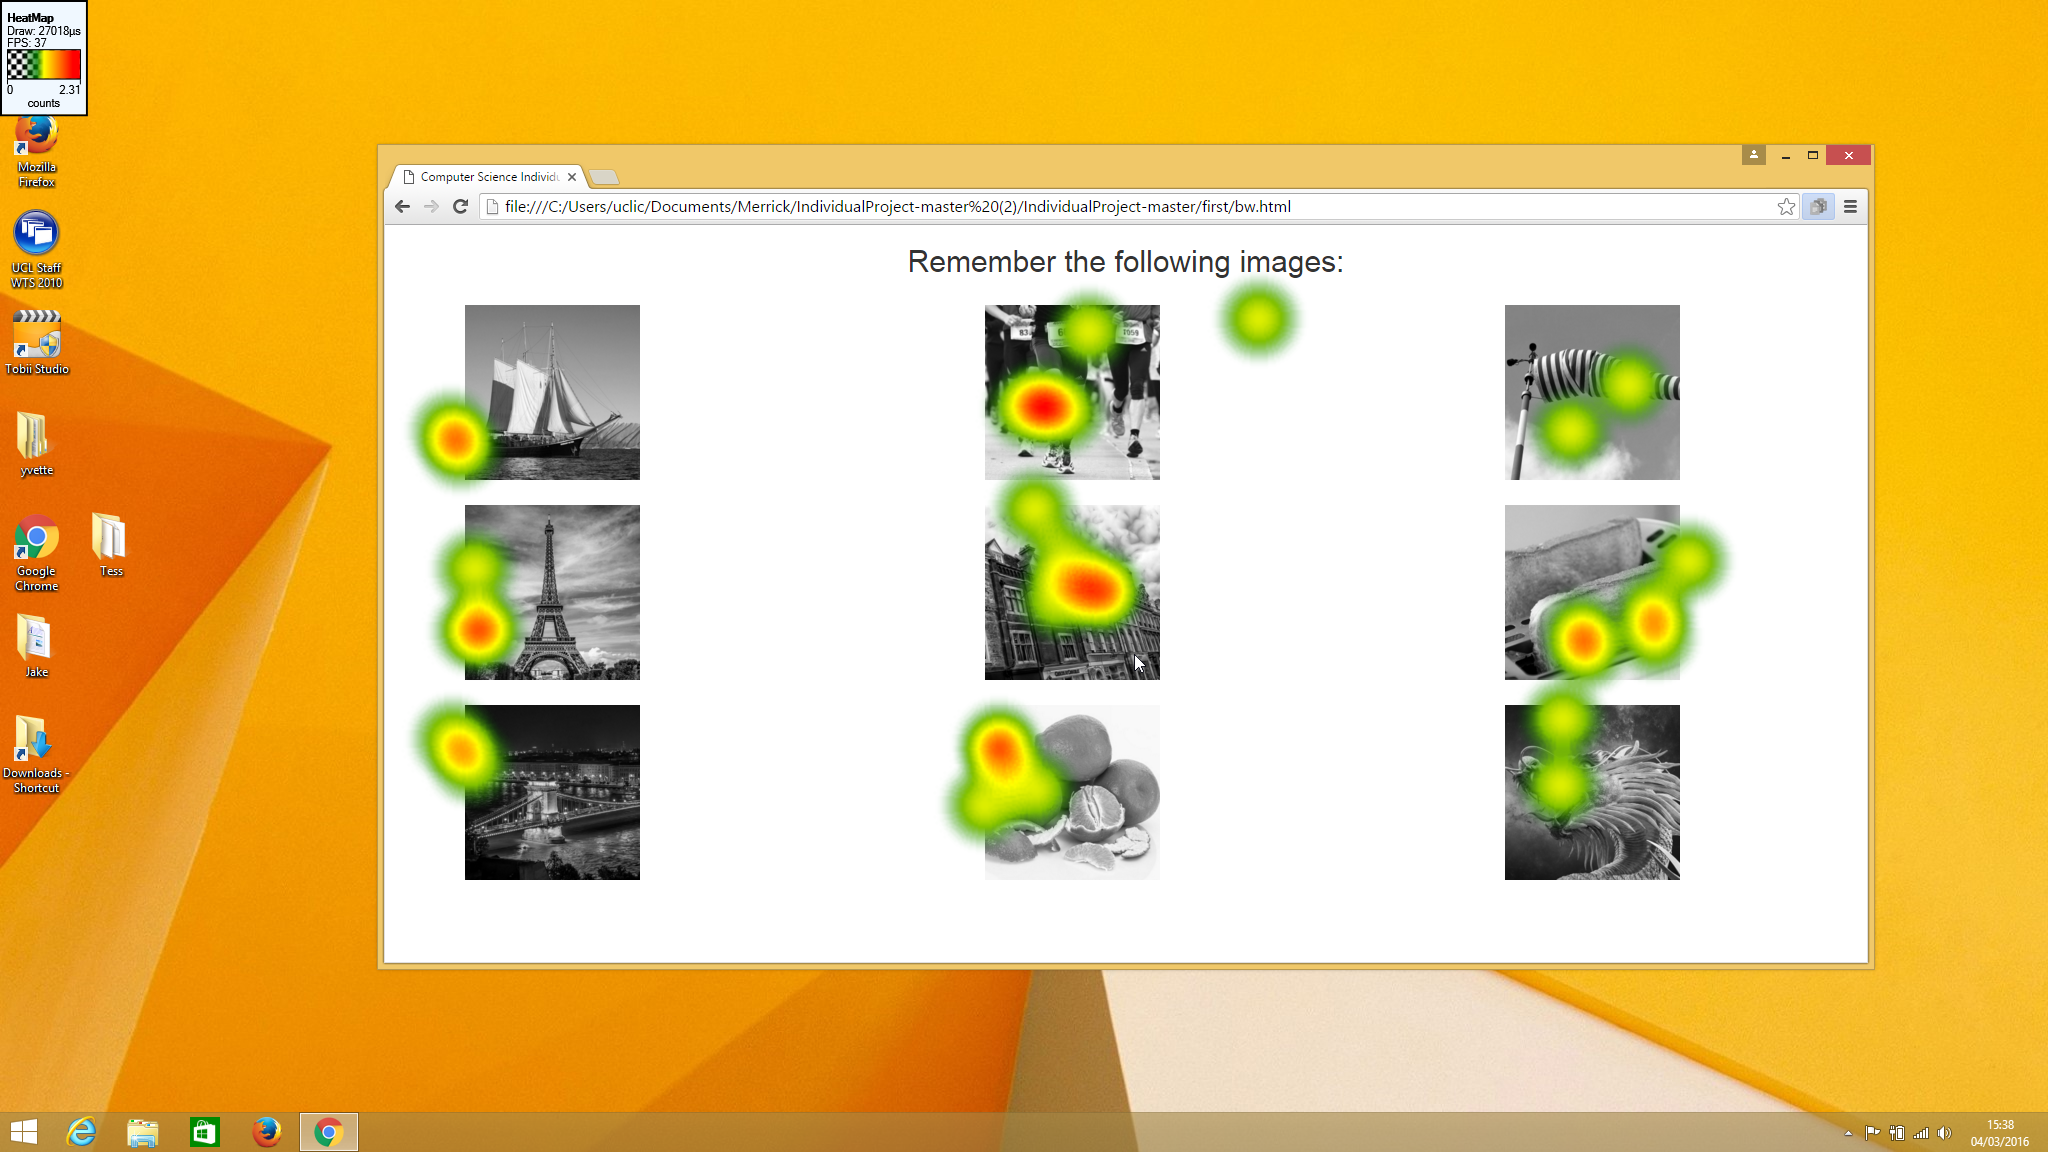 HeatMap
Draw: 27018µs
FPS: 37
0 2.31
counts
Mozilla
Firefox
UCL Staff
WTS 2010
Tobii Studio
yvette
Google
Chrome
Tess
Jake
Downloads -
Shortcut
Computer Science Individu
file:///C:/Users/uclic/Documents/Merrick/IndividualProject-master%20(2)/IndividualProject-master/first/bw.html
Remember the following images:
15:38
04/03/2016